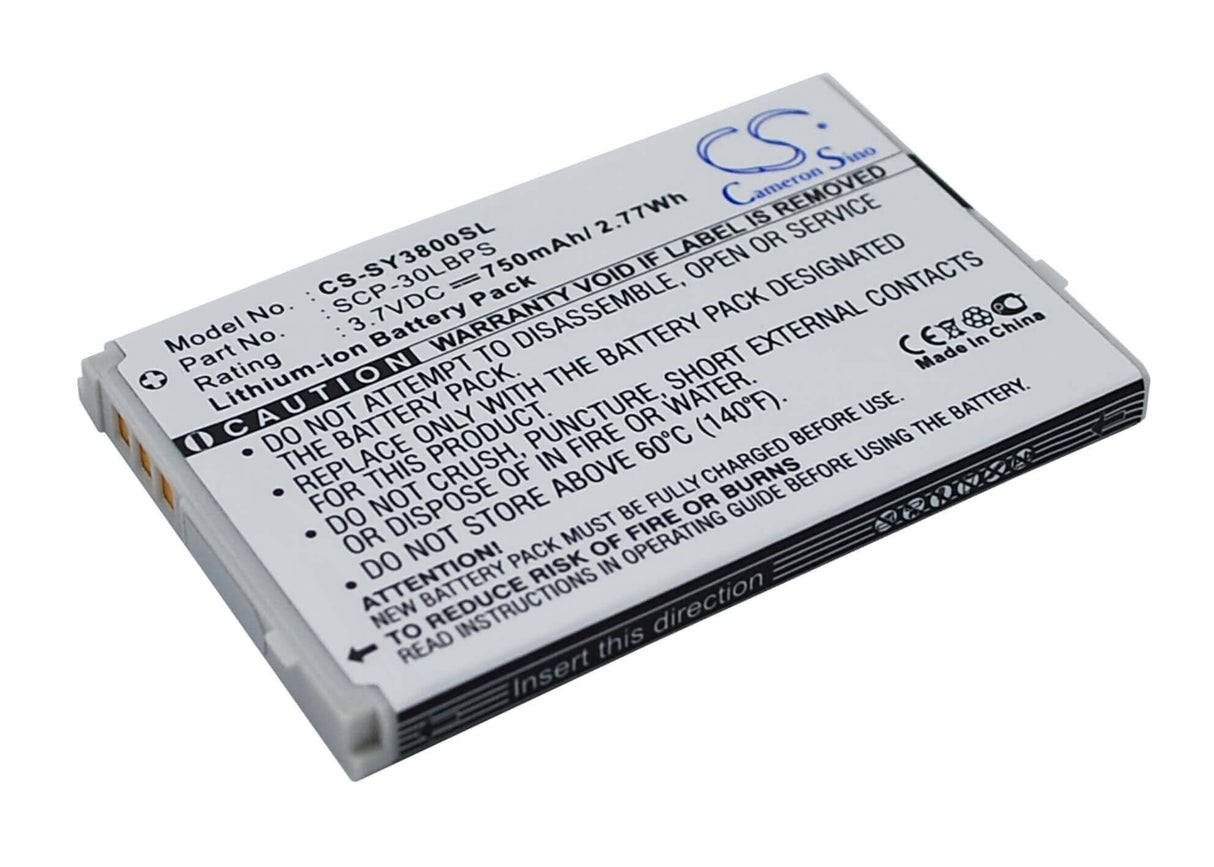 CS
Cameron Sino
Model No. : CS-SY3800SL
Part No. : SCP-30LBPS
Rating : 3.7VDC 750mAh/ 2.77Wh
Lithium-ion Battery Pack
CAUTION WARRANTY VOID IF LABEL IS REMOVED
• DO NOT ATTEMPT TO DISASSEMBLE, OPEN OR SERVICE
THE BATTERY PACK.
• REPLACE ONLY WITH THE BATTERY PACK DESIGNATED
FOR THIS PRODUCT.
• DO NOT CRUSH, PUNCTURE, SHORT EXTERNAL CONTACTS
OR DISPOSE OF IN FIRE OR WATER.
• DO NOT STORE ABOVE 60°C (140°F).
CE
Made in China
ATTENTION!
NEW BATTERY PACK MUST BE FULLY CHARGED BEFORE USE.
TO REDUCE RISK OF FIRE OR BURNS
READ INSTRUCTIONS IN OPERATING GUIDE BEFORE USING THE BATTERY.
Insert this direction